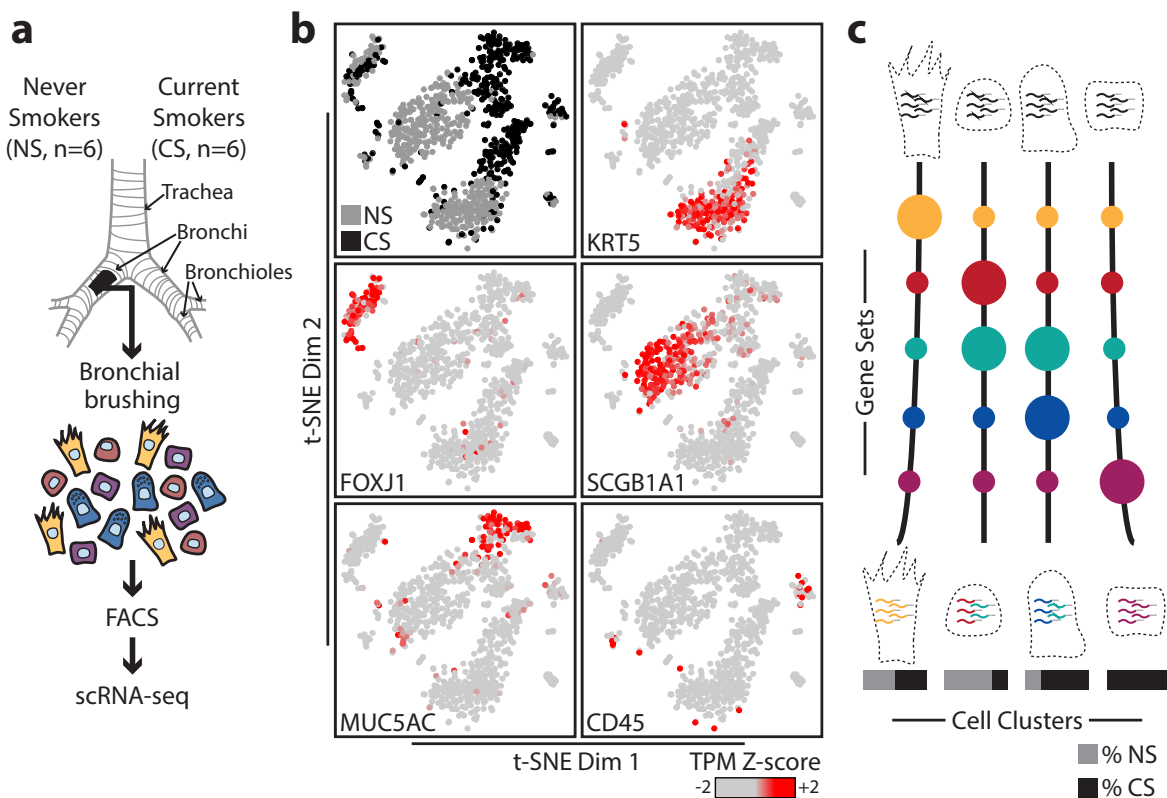 a
Never
Smokers
(NS, n=6)
Current
Smokers
(CS, n=6)
Trachea
Bronchi
Bronchioles
Bronchial
brushing
FACS
scRNA-seq
b
NS
CS
KRT5
FOXJ1
SCGB1A1
MUC5AC
CD45
t-SNE Dim 2
t-SNE Dim 1
TPM Z-score
-2
+2
c
Gene Sets
Cell Clusters
% NS
% CS